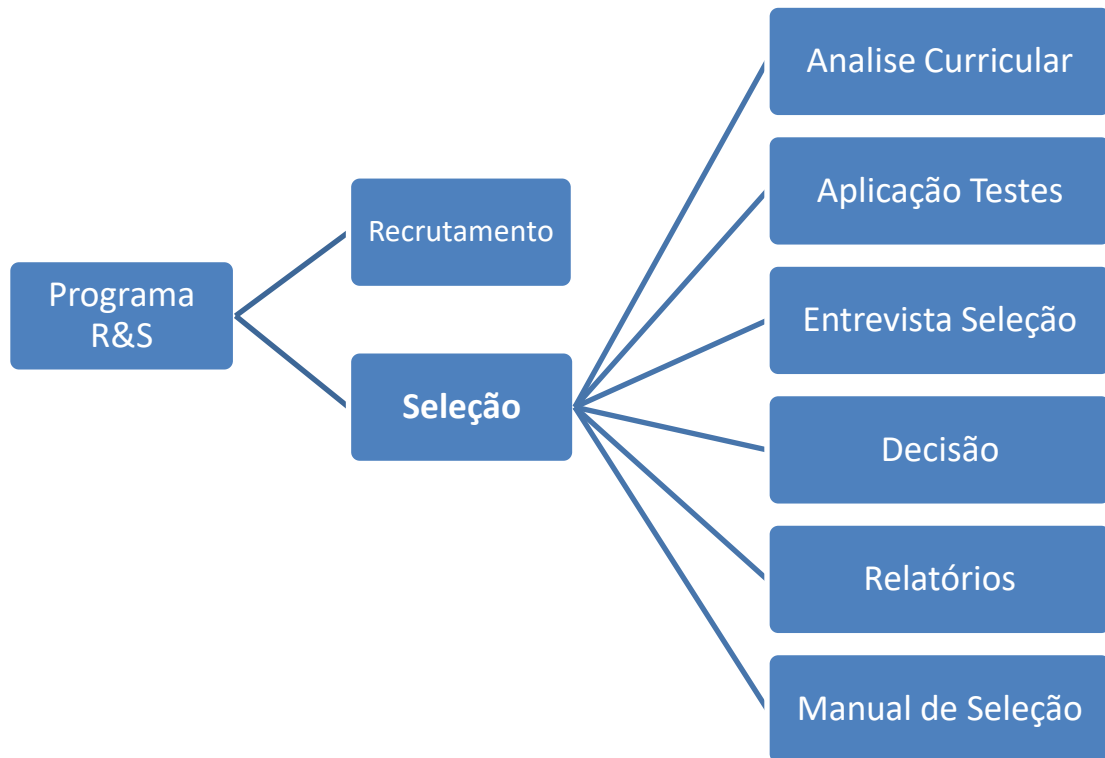 Programa
R&S
Recrutamento
Seleção
Analise Curricular
Aplicação Testes
Entrevista Seleção
Decisão
Relatórios
Manual de Seleção